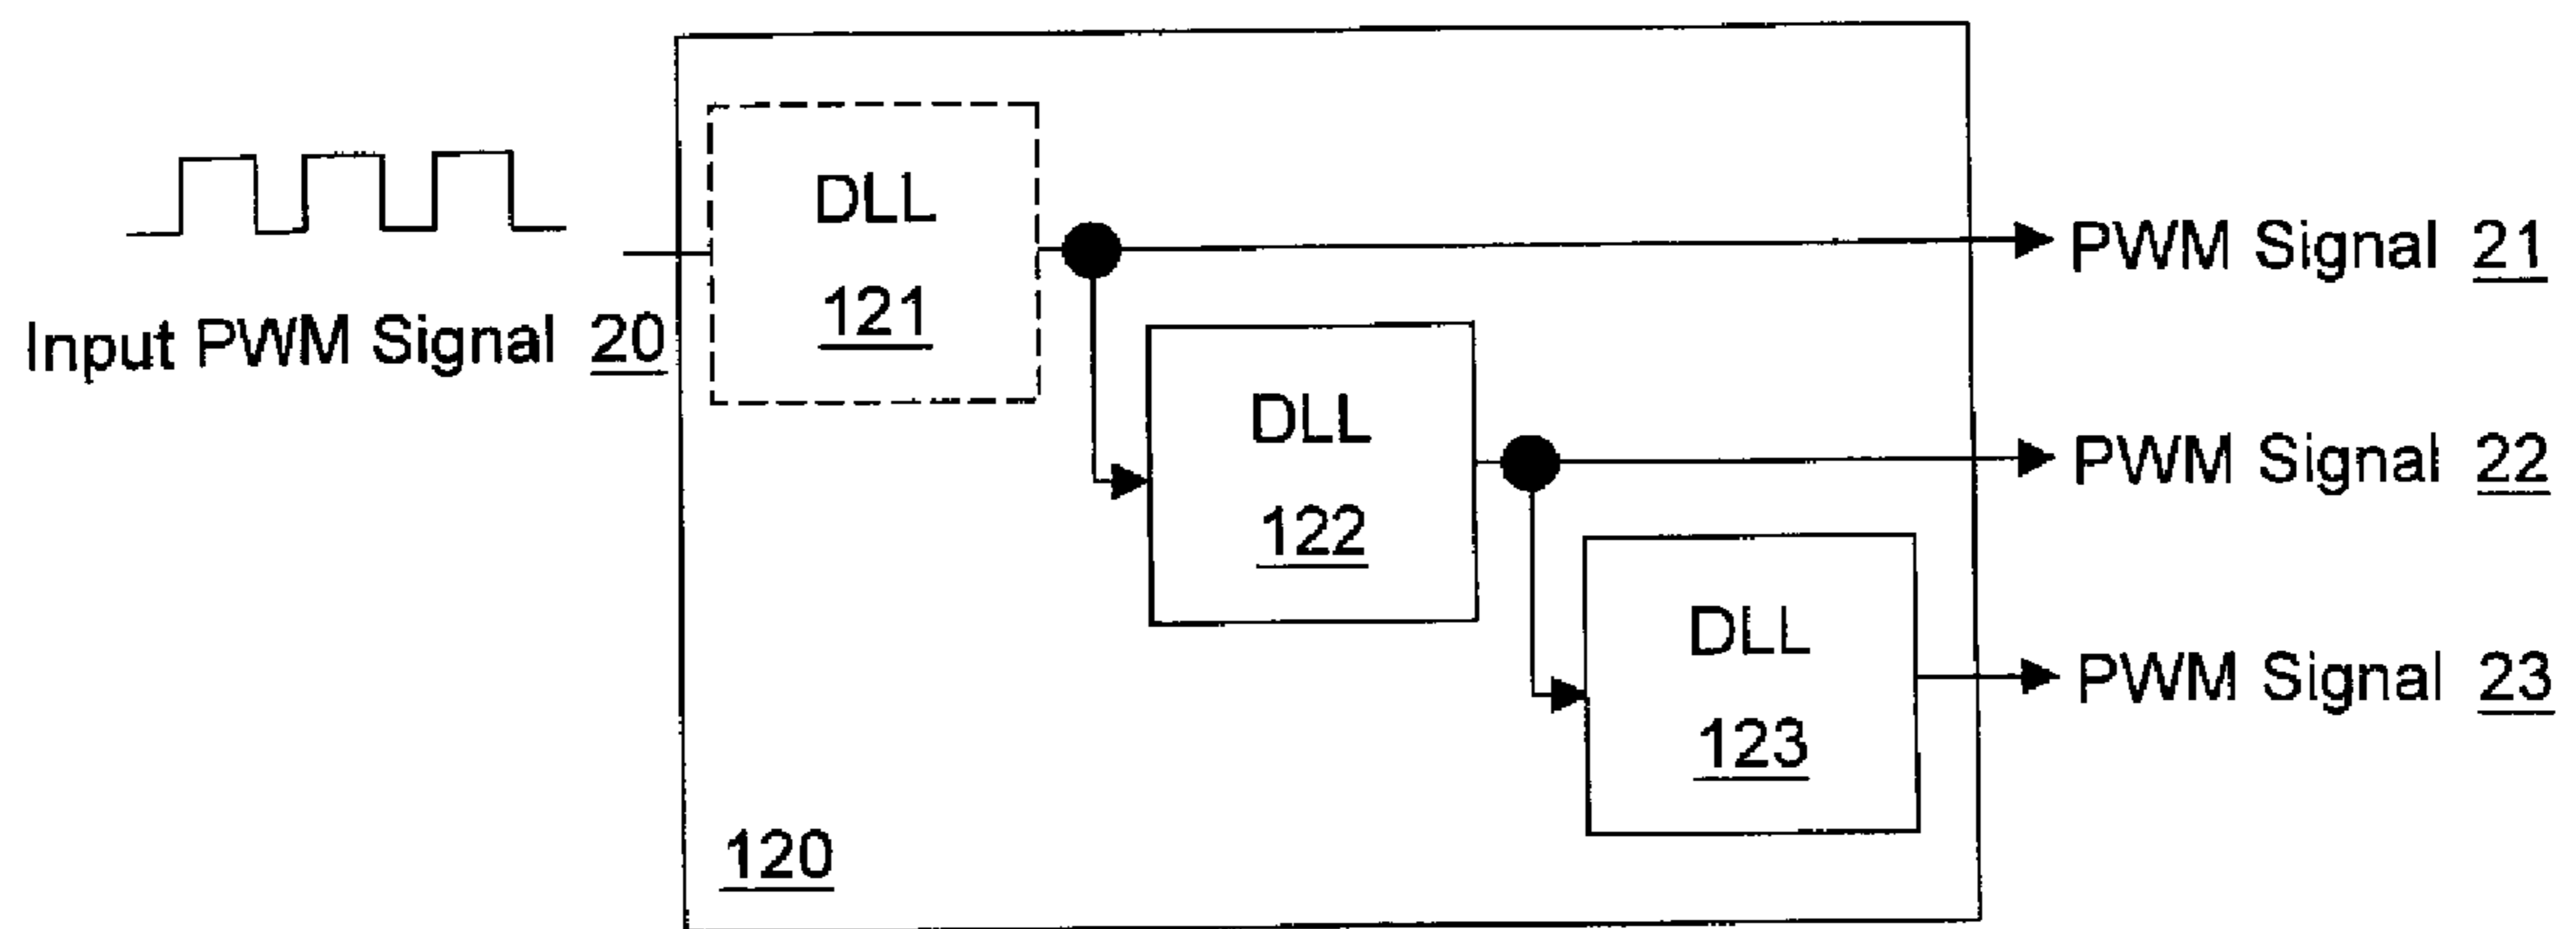 DLL
121
Input PWM Signal 20
PWM Signal 21
DLL
122
PWM Signal 22
DLL
123
PWM Signal 23
120